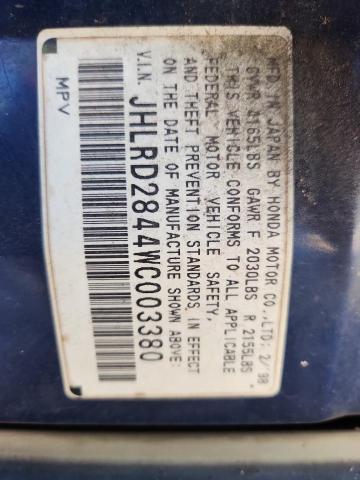 MFD. IN JAPAN BY HONDA MOTOR CO., LTD: 2/98
GVWR 4165LBS GAWR F 2030LBS R 2155LBS
THIS VEHICLE CONFORMS TO ALL APPLICABLE
FEDERAL MOTOR VEHICLE SAFETY,
AND THEFT PREVENTION STANDARDS IN EFFECT
ON THE DATE OF MANUFACTURE SHOWN ABOVE:
V.I.N. JHLRD2844WC003380
MPV